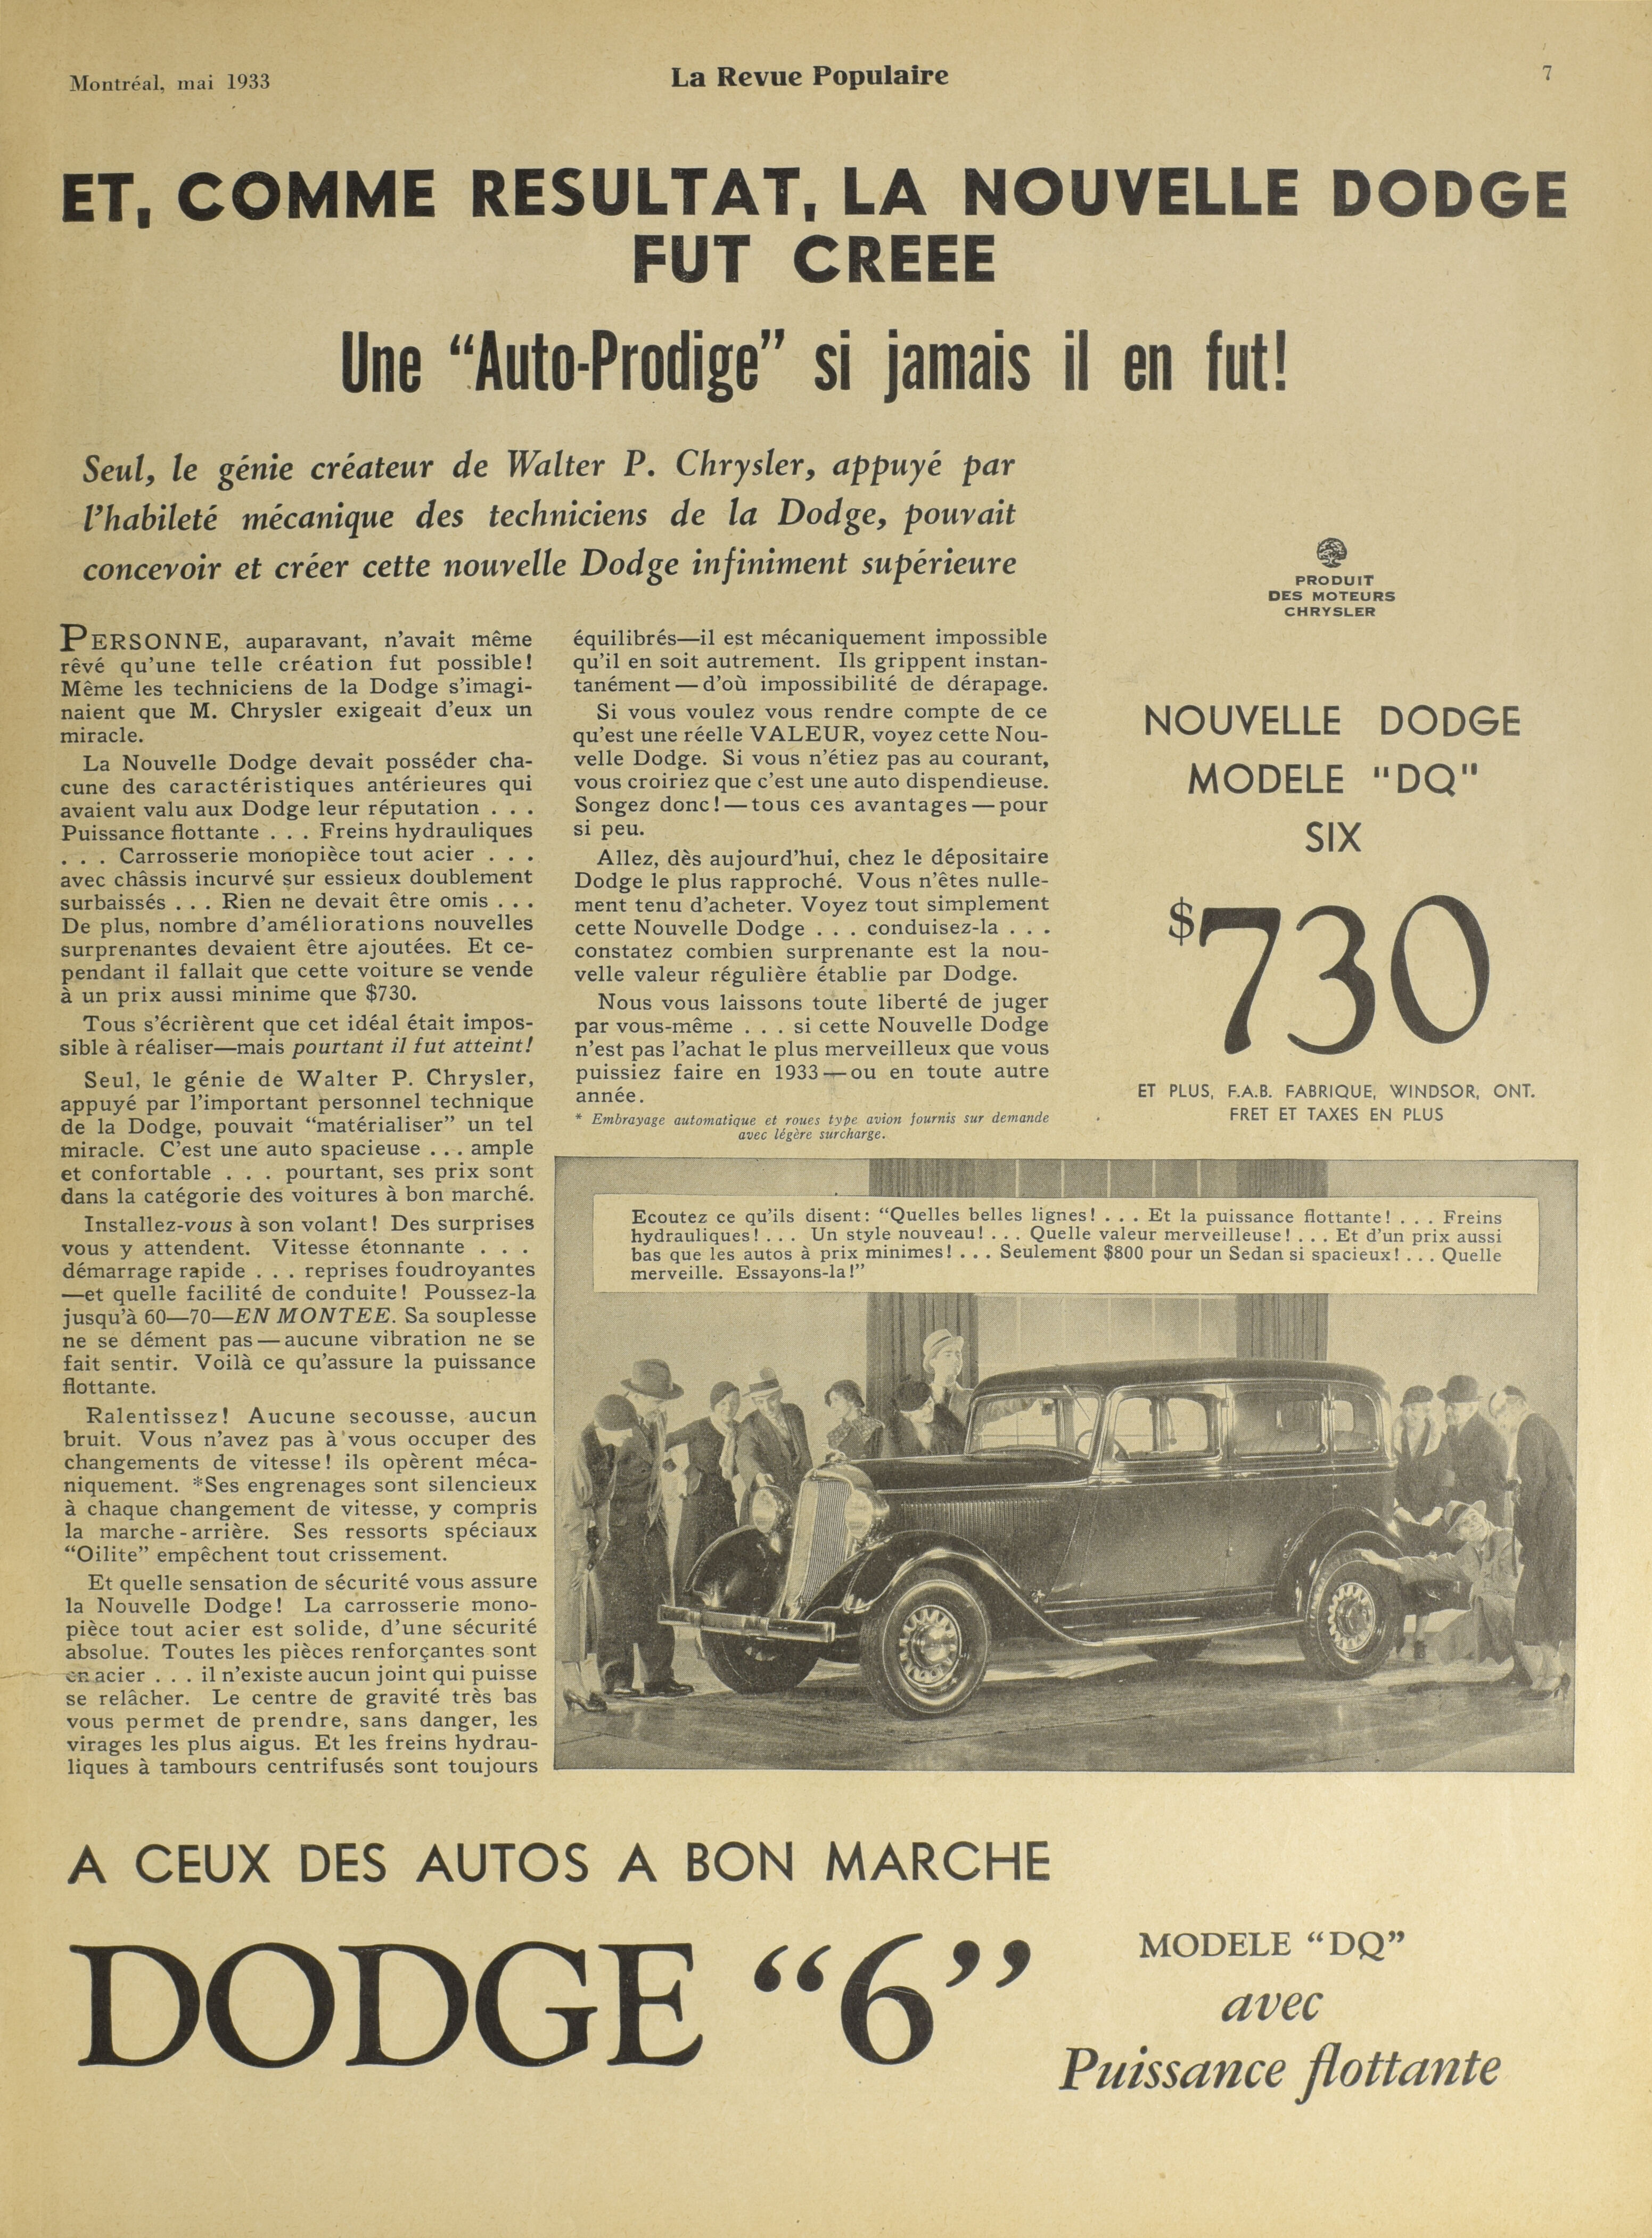 Montréal, mai 1933
La Revue Populaire
7
ET, COMME RESULTAT, LA NOUVELLE DODGE
FUT CREEE
Une “Auto-Prodige” si jamais il en fut!
Seul, le génie créateur de Walter P. Chrysler, appuyé par
l’habileté mécanique des techniciens de la Dodge, pouvait
concevoir et créer cette nouvelle Dodge infiniment supérieure
PERSONNE, auparavant, n’avait même
rêvé qu’une telle création fut possible!
Même les techniciens de la Dodge s’imagi-
naient que M. Chrysler exigeait d’eux un
miracle.
La Nouvelle Dodge devait posséder cha-
cune des caractéristiques antérieures qui
avaient valu aux Dodge leur réputation . . .
Puissance flottante . . . Freins hydrauliques
. . . Carrosserie monopièce tout acier . . .
avec châssis incurvé sur essieux doublement
surbaissés . . . Rien ne devait être omis . . .
De plus, nombre d’améliorations nouvelles
surprenantes devaient être ajoutées. Et ce-
pendant il fallait que cette voiture se vende
à un prix aussi minime que $730.
Tous s’écrièrent que cet idéal était impos-
sible à réaliser—mais pourtant il fut atteint!
Seul, le génie de Walter P. Chrysler,
appuyé par l’important personnel technique
de la Dodge, pouvait “matérialiser” un tel
miracle. C’est une auto spacieuse . . . ample
et confortable . . . pourtant, ses prix sont
dans la catégorie des voitures à bon marché.
Installez-vous à son volant! Des surprises
vous y attendent. Vitesse étonnante . . .
démarrage rapide . . . reprises foudroyantes
—et quelle facilité de conduite! Poussez-la
jusqu’à 60—70—EN MONTEE. Sa souplesse
ne se dément pas—aucune vibration ne se
fait sentir. Voilà ce qu’assure la puissance
flottante.
Ralentissez! Aucune secousse, aucun
bruit. Vous n’avez pas à vous occuper des
changements de vitesse! ils opèrent méca-
niquement. *Ses engrenages sont silencieux
à chaque changement de vitesse, y compris
la marche-arrière. Ses ressorts spéciaux
“Oilite” empêchent tout crissement.
Et quelle sensation de sécurité vous assure
la Nouvelle Dodge! La carrosserie mono-
pièce tout acier est solide, d’une sécurité
absolue. Toutes les pièces renforçantes sont
en acier . . . il n’existe aucun joint qui puisse
se relâcher. Le centre de gravité très bas
vous permet de prendre, sans danger, les
virages les plus aigus. Et les freins hydrau-
liques à tambours centrifusés sont toujours
équilibrés—il est mécaniquement impossible
qu’il en soit autrement. Ils grippent instan-
tanément—d’où impossibilité de dérapage.
Si vous voulez vous rendre compte de ce
qu’est une réelle VALEUR, voyez cette Nou-
velle Dodge. Si vous n’étiez pas au courant,
vous croiriez que c’est une auto dispendieuse.
Songez donc!—tous ces avantages—pour
si peu.
Allez, dès aujourd’hui, chez le dépositaire
Dodge le plus rapproché. Vous n’êtes nulle-
ment tenu d’acheter. Voyez tout simplement
cette Nouvelle Dodge . . . conduisez-la . . .
constatez combien surprenante est la nou-
velle valeur régulière établie par Dodge.
Nous vous laissons toute liberté de juger
par vous-même . . . si cette Nouvelle Dodge
n’est pas l’achat le plus merveilleux que vous
puissiez faire en 1933—ou en toute autre
année.
* Embrayage automatique et roues type avion fournis sur demande
avec légère surcharge.
PRODUIT
DES MOTEURS
CHRYSLER
NOUVELLE DODGE
MODELE "DQ"
SIX
$730
ET PLUS, F.A.B. FABRIQUE, WINDSOR, ONT.
FRET ET TAXES EN PLUS
Ecoutez ce qu’ils disent: “Quelles belles lignes! . . . Et la puissance flottante! . . . Freins
hydrauliques! . . . Un style nouveau! . . . Quelle valeur merveilleuse! . . . Et d’un prix aussi
bas que les autos à prix minimes! . . . Seulement $800 pour un Sedan si spacieux! . . . Quelle
merveille. Essayons-la!”
A CEUX DES AUTOS A BON MARCHE
DODGE “6”
MODELE “DQ”
avec
Puissance flottante